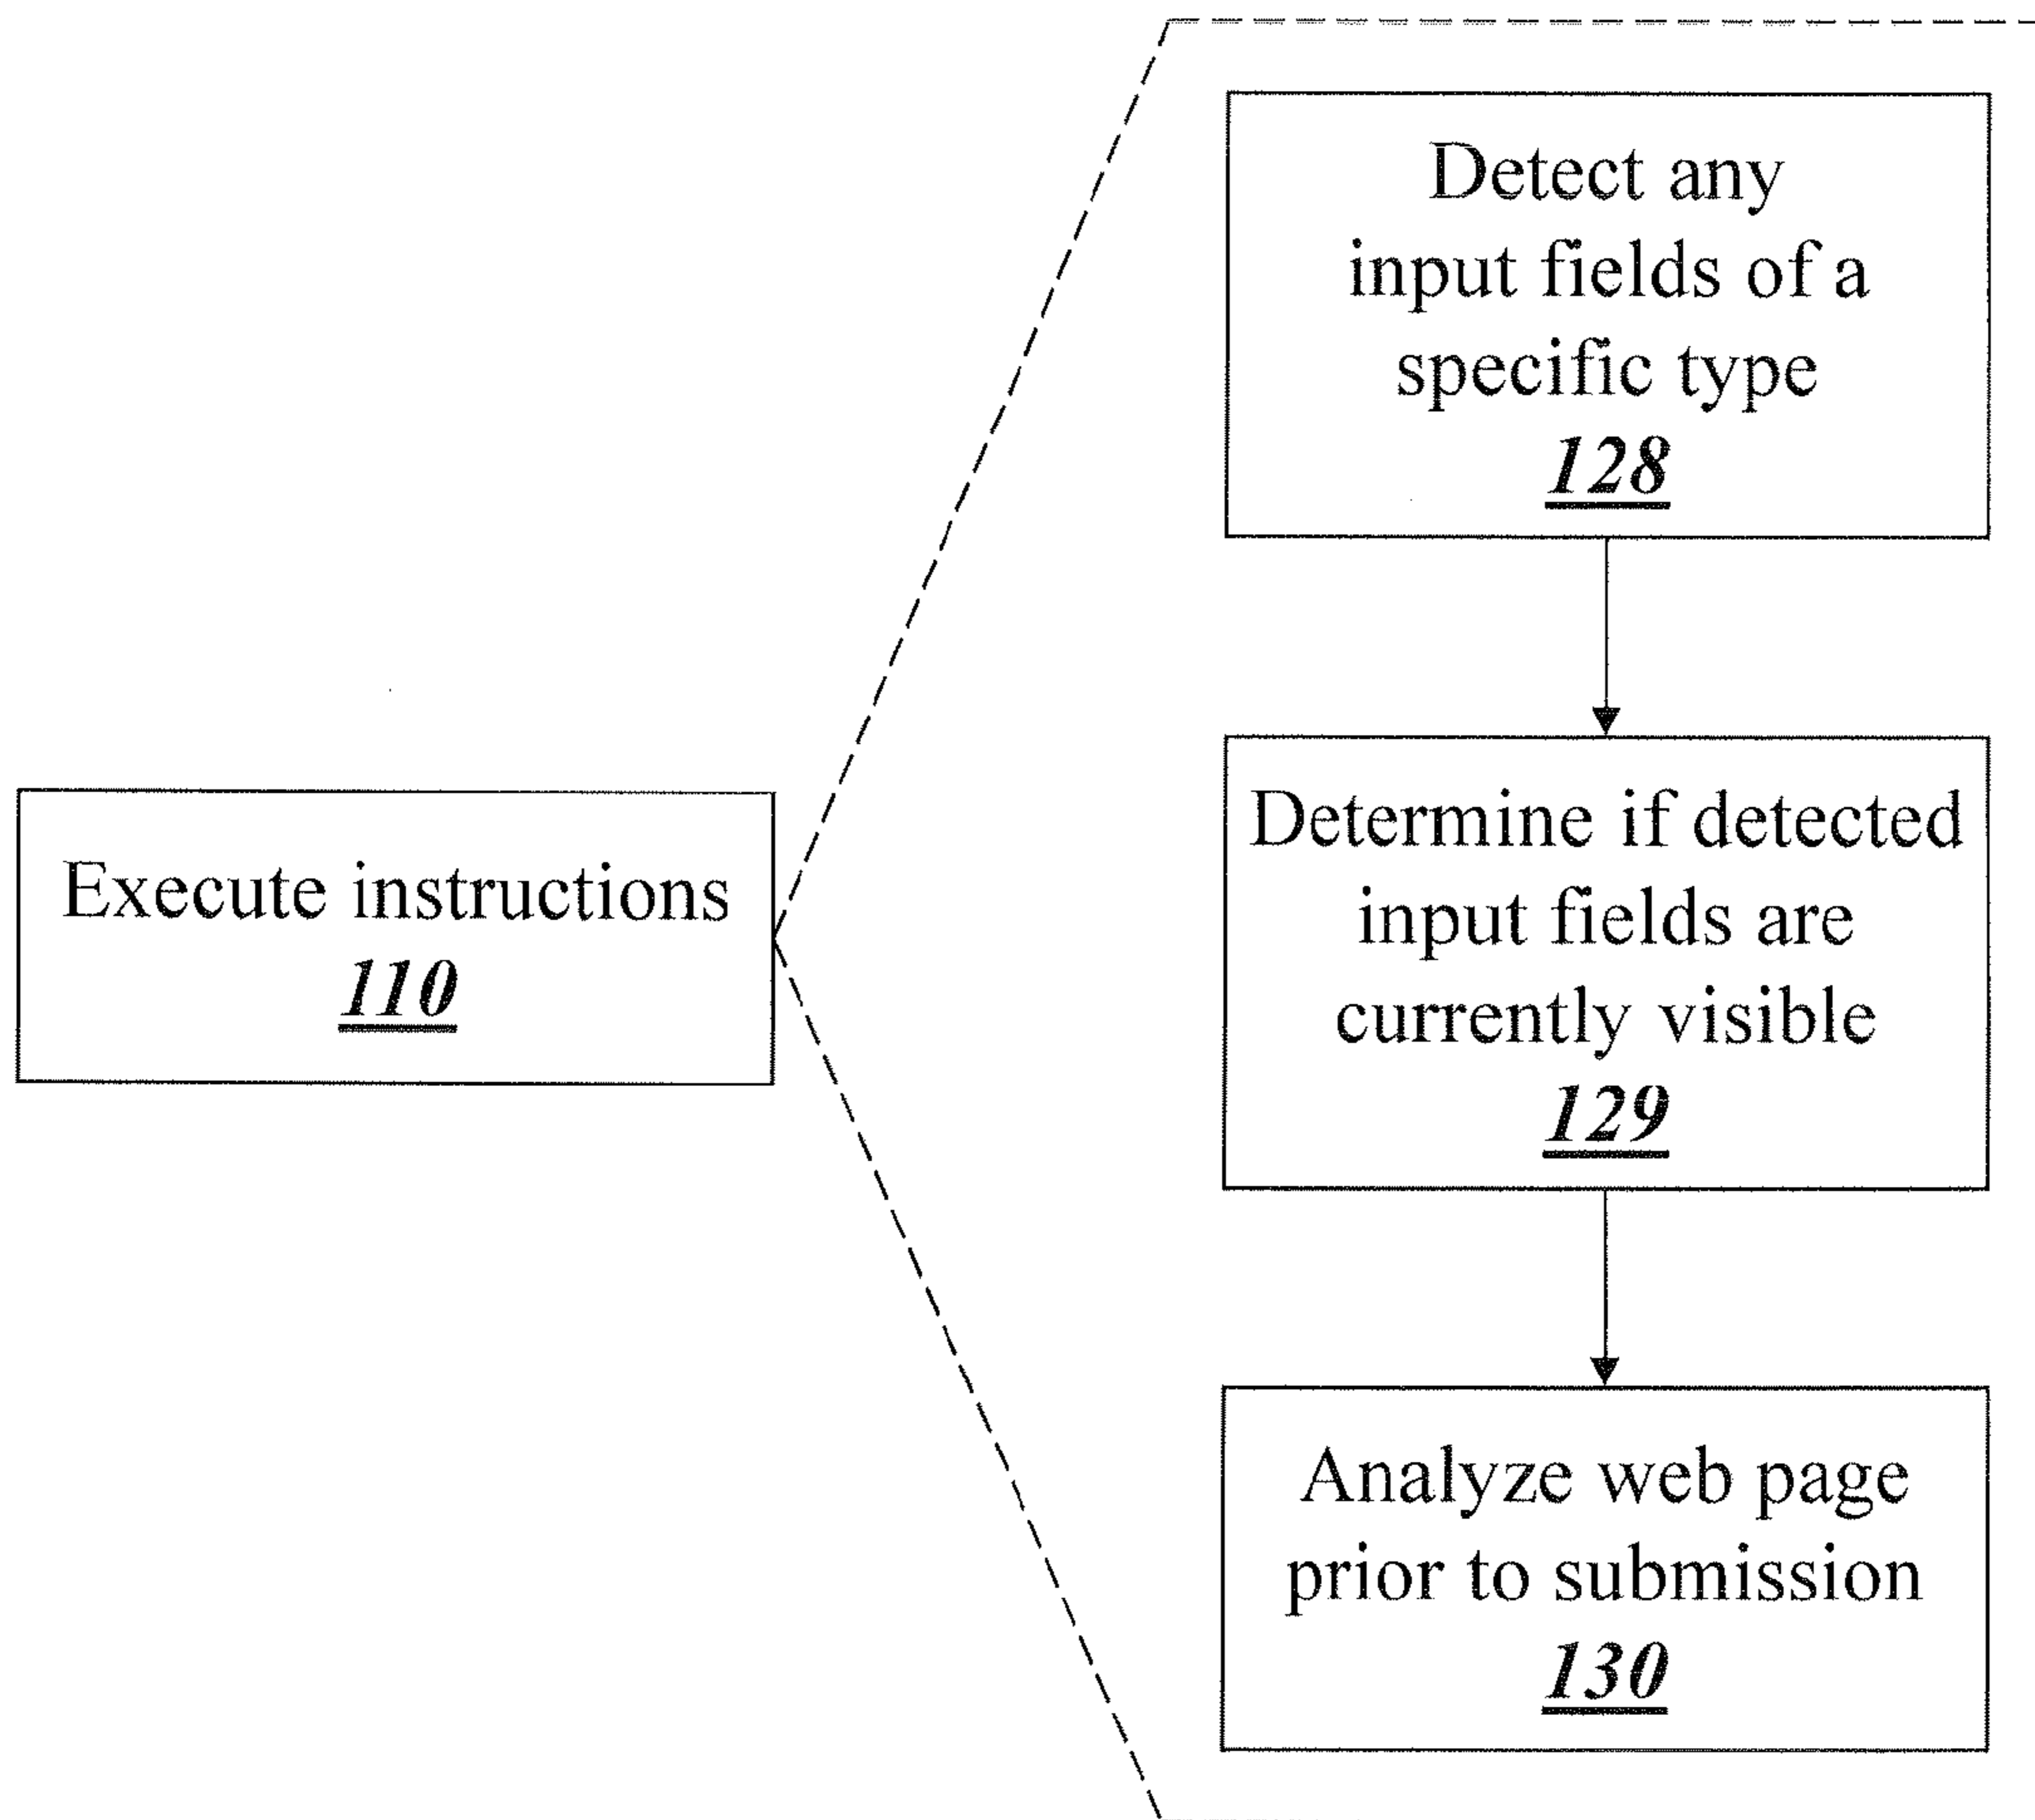 Detect any
input fields of a
specific type
128
Execute instructions
110
Determine if detected
input fields are
currently visible
129
Analyze web page
prior to submission
130